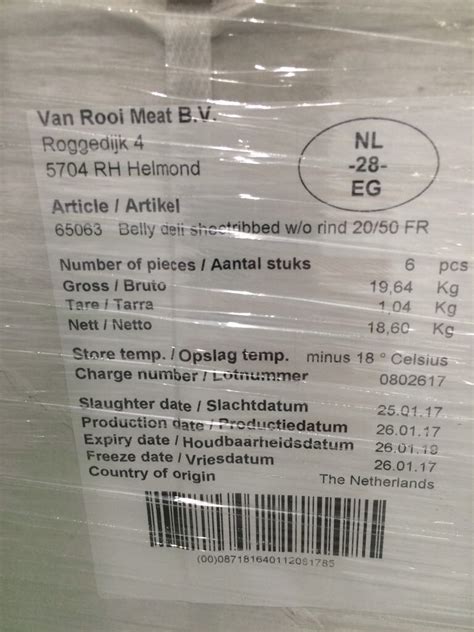 Van Rooi Meat B.V.
Roggedijk 4
5704 RH Helmond
NL
-28-
EG
Article / Artikel
65063 Belly deli sheetribbed w/o rind 20/50 FR
Number of pieces / Aantal stuks 6 pcs
Gross / Bruto 19,64 Kg
Tare / Tarra 1,04 Kg
Nett / Netto 18,60 Kg
Store temp. / Opslag temp. minus 18 ° Celsius
Charge number / Lotnummer 0802617
Slaughter date / Slachtdatum 25.01.17
Production date / Productiedatum 26.01.17
Expiry date / Houdbaarheidsdatum 26.01.19
Freeze date / Vriesdatum 26.01.17
Country of origin The Netherlands
(00)087181640112061785